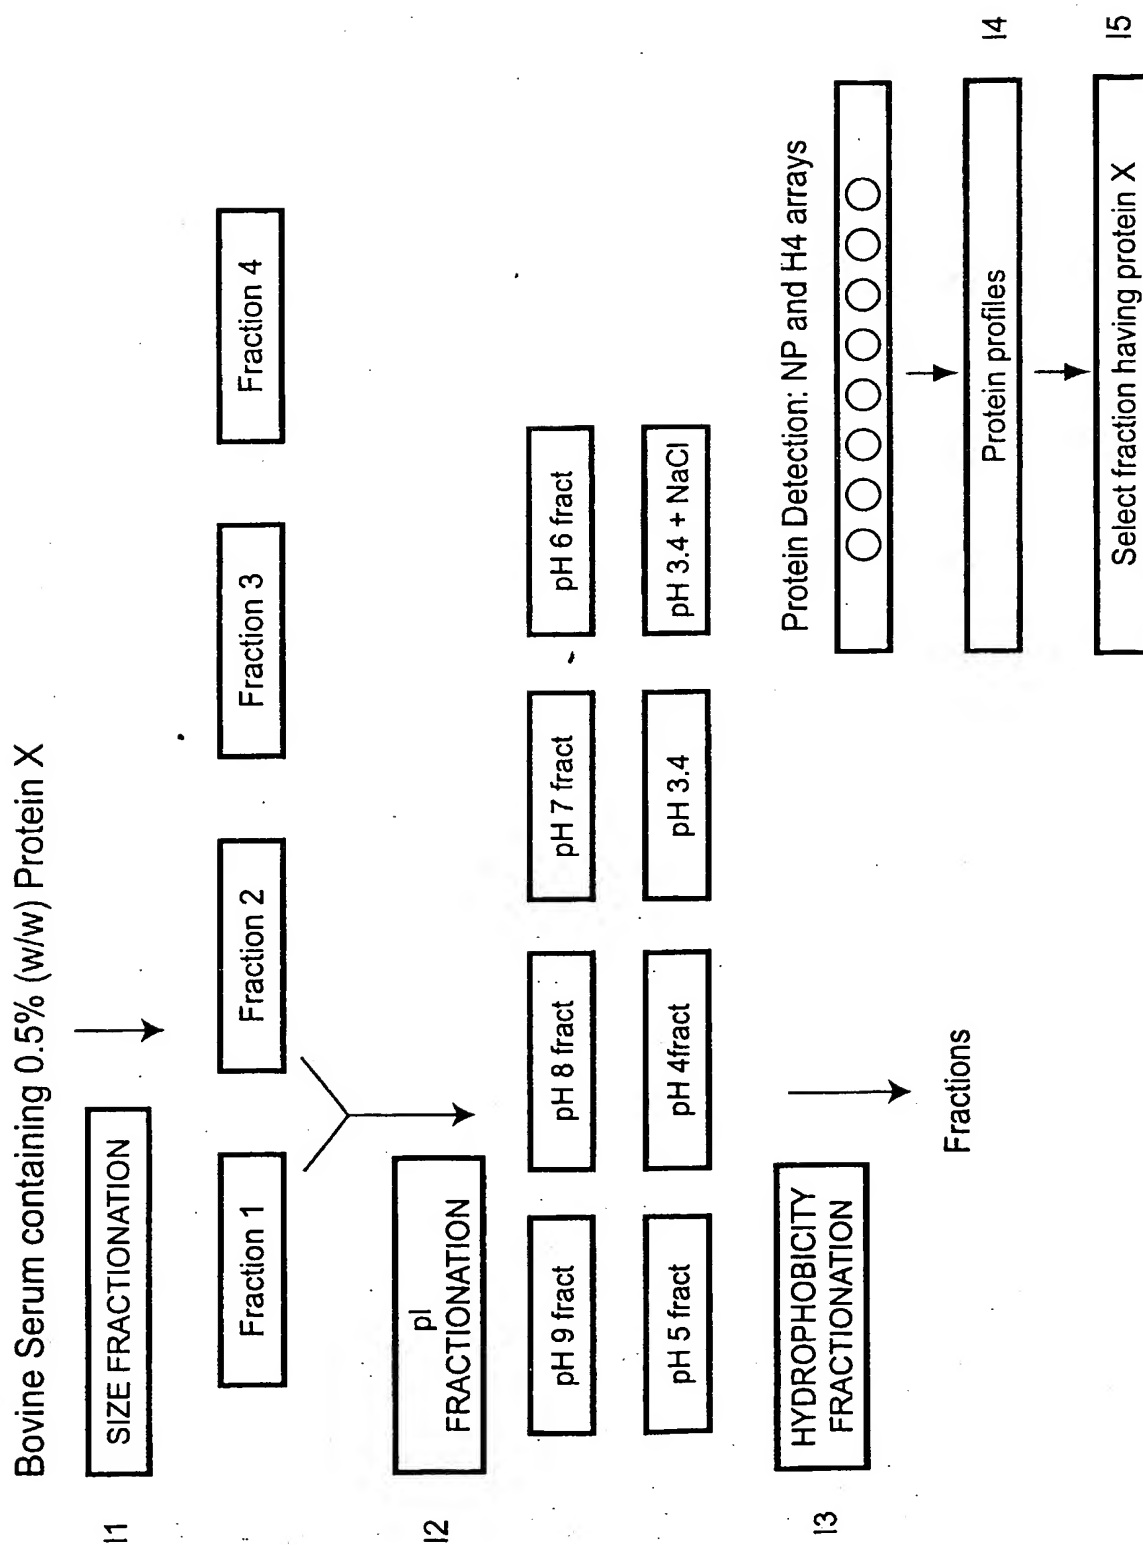 Bovine Serum containing 0.5% (w/w) Protein X
I1
SIZE FRACTIONATION
Fraction 1
Fraction 2
Fraction 3
Fraction 4
I2
pI
FRACTIONATION
pH 9 fract
pH 8 fract
pH 7 fract
pH 6 fract
pH 5 fract
pH 4fract
pH 3.4
pH 3.4 + NaCl
I3
HYDROPHOBICITY
FRACTIONATION
Fractions
Protein Detection: NP and H4 arrays
Protein profiles
I4
Select fraction having protein X
I5